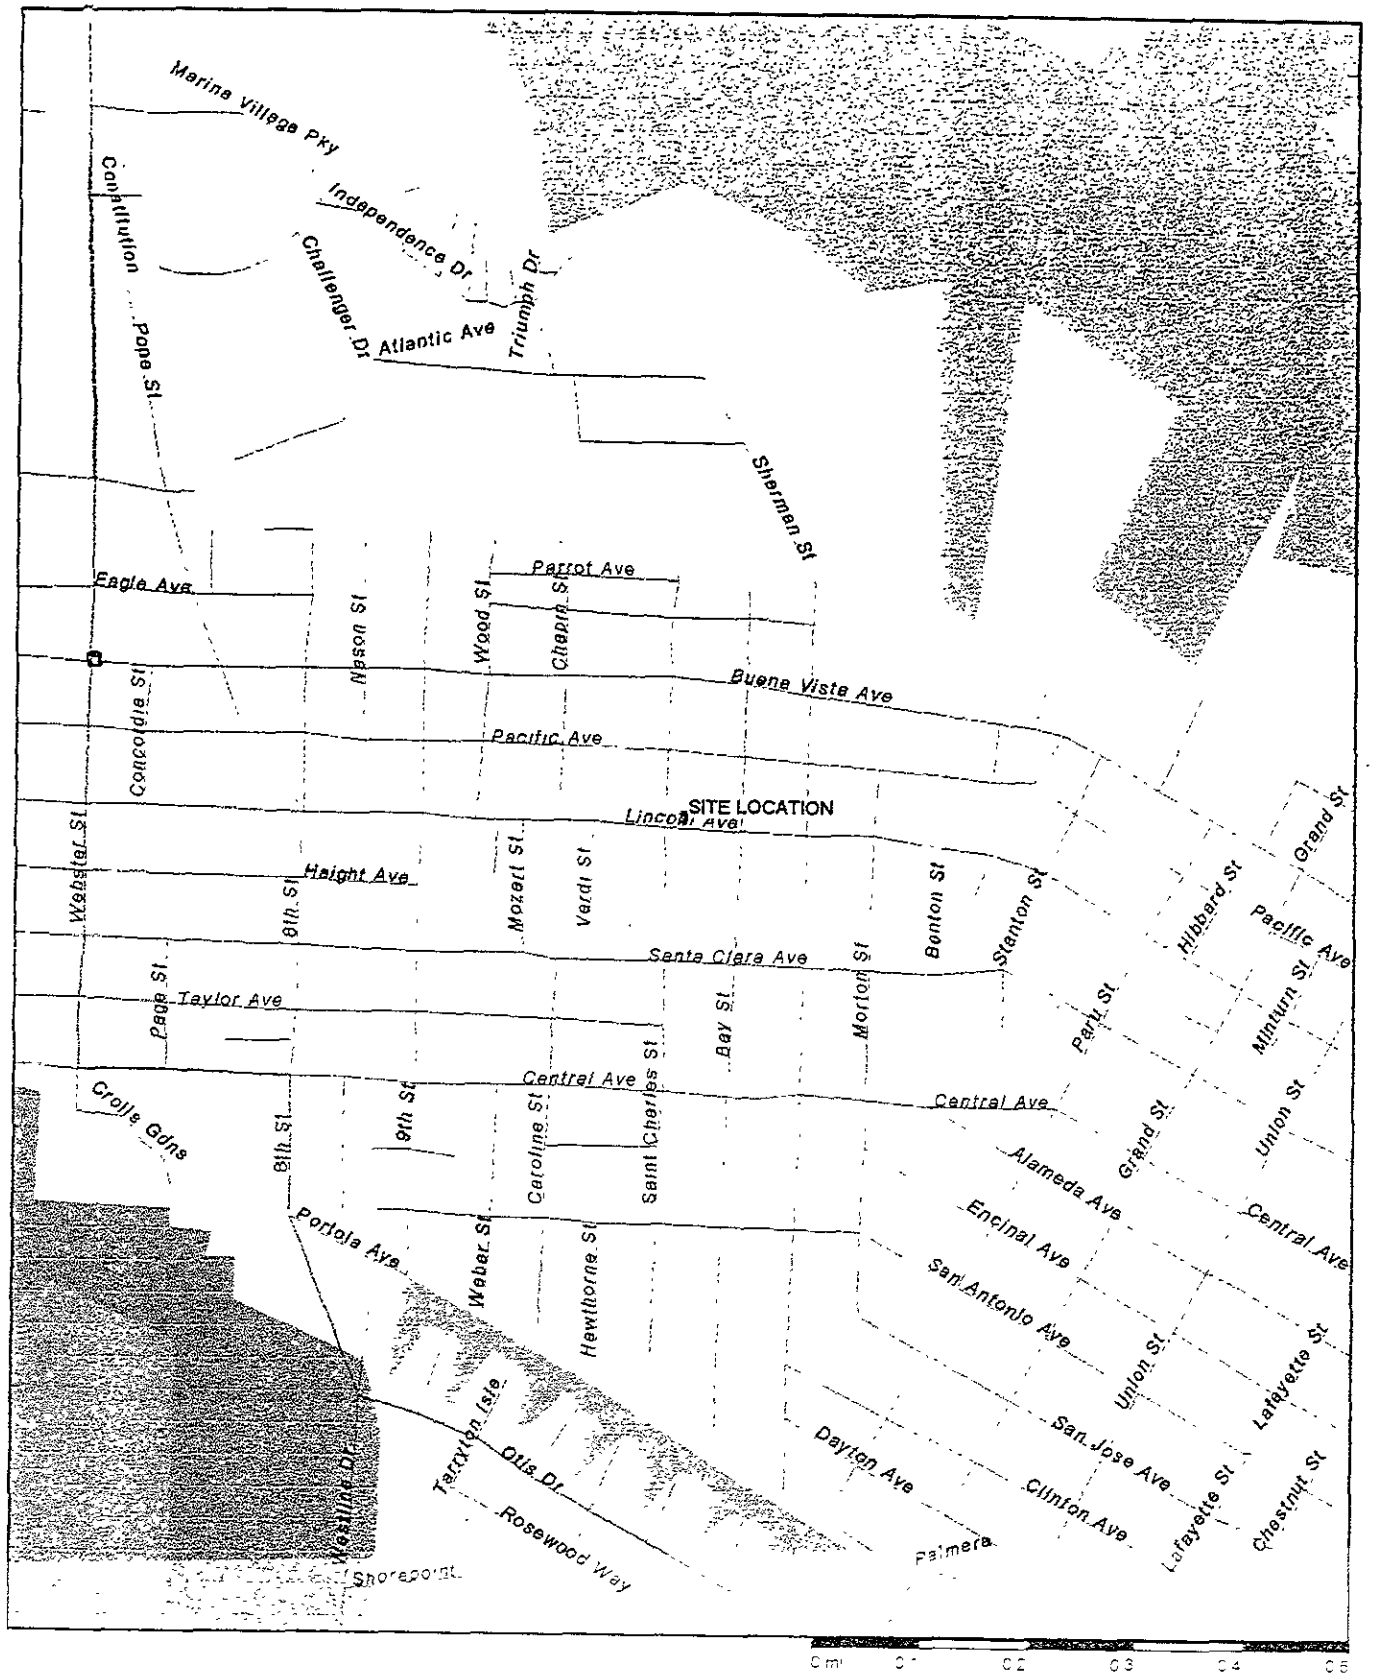 Marina Village Pky
Constitution
Independence Dr
Challenger Dr
Triumph Dr
Atlantic Ave
Pope St
Sherman St
Eagle Ave
Parrot Ave
Nason St
Wood St
Chapin St
Concordia St
Buena Vista Ave
Pacific Ave
SITE LOCATION
Lincoln Ave
Grand St
Webster St
Haight Ave
8th St
Mozart St
Verdi St
Benton St
Stanton St
Hibbard St
Pacific Ave
Santa Clara Ave
Morton St
Page St
Taylor Ave
Bay St
Paru St
Minturn St
Central Ave
Central Ave
Crolls Gdns
8th St
9th St
Caroline St
Saint Charles St
Grand St
Union St
Alameda Ave
Portola Ave
Weber St
Hawthorne St
Encinal Ave
Central Ave
San Antonio Ave
Union St
Lafayette St
Tarryton Isle
Otis Dr
Dayton Ave
San Jose Ave
Westline Dr
Rosewood Way
Clinton Ave
Lafayette St
Chestnut St
Palmera
Shorepoint
0 mi 0.1 0.2 0.3 0.4 0.5